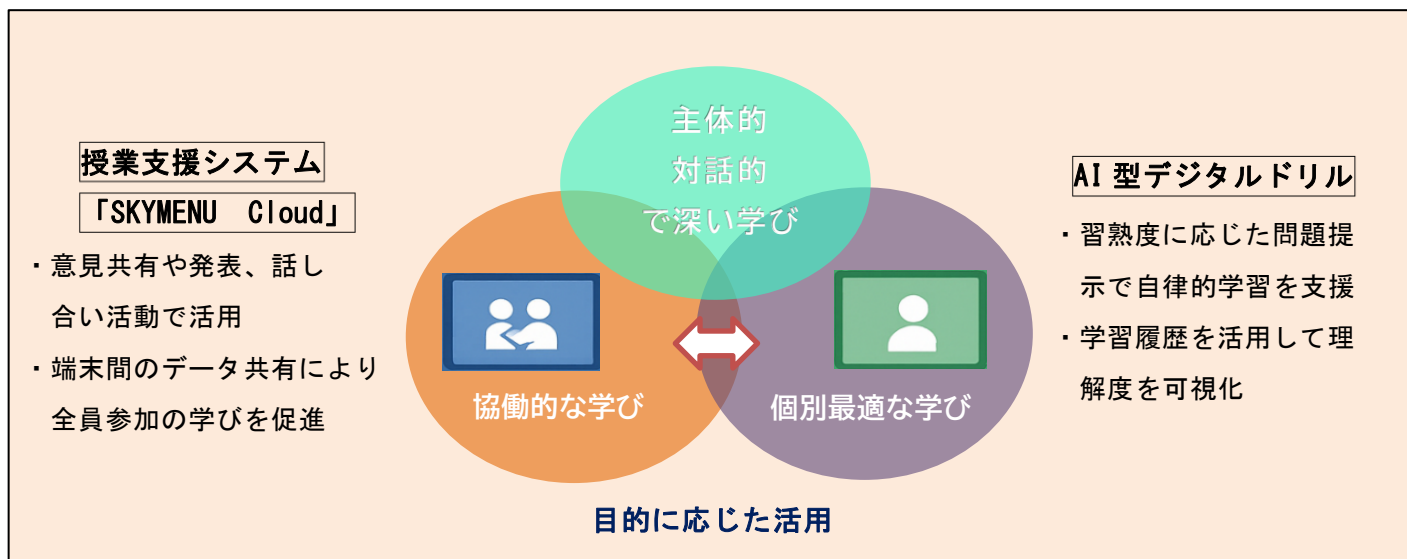 主体的
対話的
で深い学び
授業支援システム
「SKYMENU　Cloud」
・意見共有や発表、話し
合い活動で活用
・端末間のデータ共有により
全員参加の学びを促進
協働的な学び
個別最適な学び
AI 型デジタルドリル
・習熟度に応じた問題提
示で自律的学習を支援
・学習履歴を活用して理
解度を可視化
目的に応じた活用